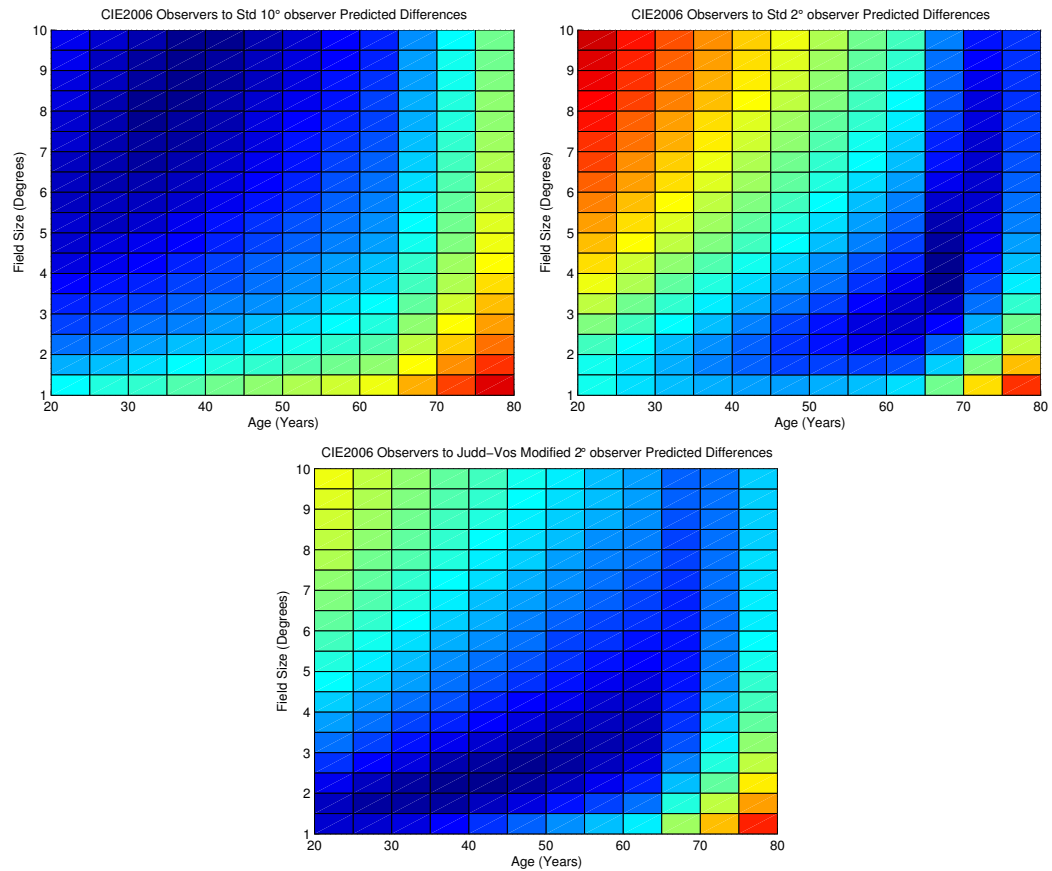 CIE2006 Observers to Std 10° observer Predicted Differences
10
9
8
7
6
5
4
3
2
1
Field Size (Degrees)
20 30 40 50 60 70 80
Age (Years)
CIE2006 Observers to Std 2° observer Predicted Differences
10
9
8
7
6
5
4
3
2
1
Field Size (Degrees)
20 30 40 50 60 70 80
Age (Years)
CIE2006 Observers to Judd−Vos Modified 2° observer Predicted Differences
10
9
8
7
6
5
4
3
2
1
Field Size (Degrees)
20 30 40 50 60 70 80
Age (Years)